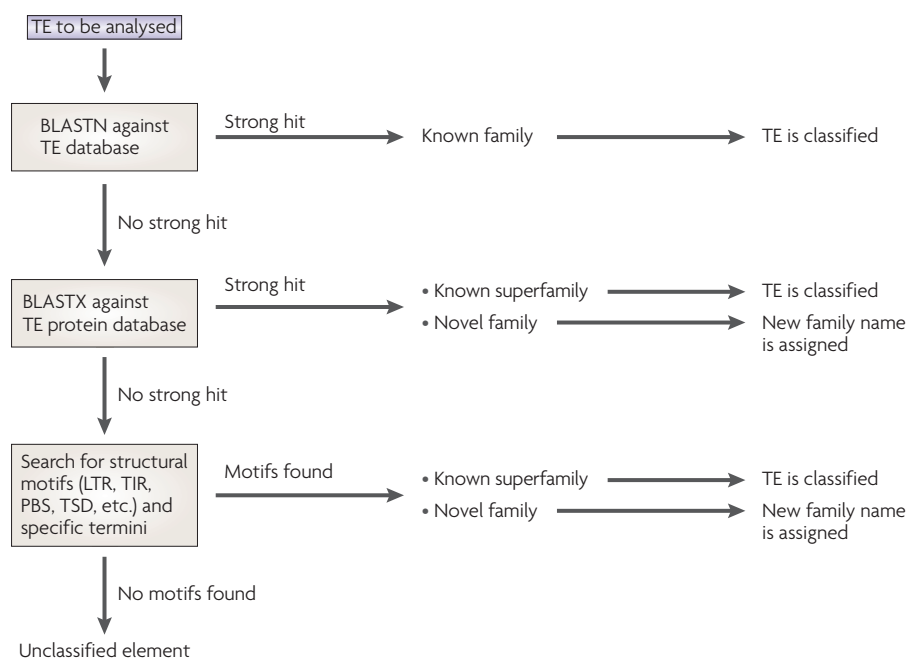 TE to be analysed
BLASTN against
TE database
Strong hit
Known family
TE is classified
No strong hit
BLASTX against
TE protein database
Strong hit
• Known superfamily
TE is classified
• Novel family
New family name
is assigned
No strong hit
Search for structural
motifs (LTR, TIR,
PBS, TSD, etc.) and
specific termini
Motifs found
• Known superfamily
TE is classified
• Novel family
New family name
is assigned
No motifs found
Unclassified element